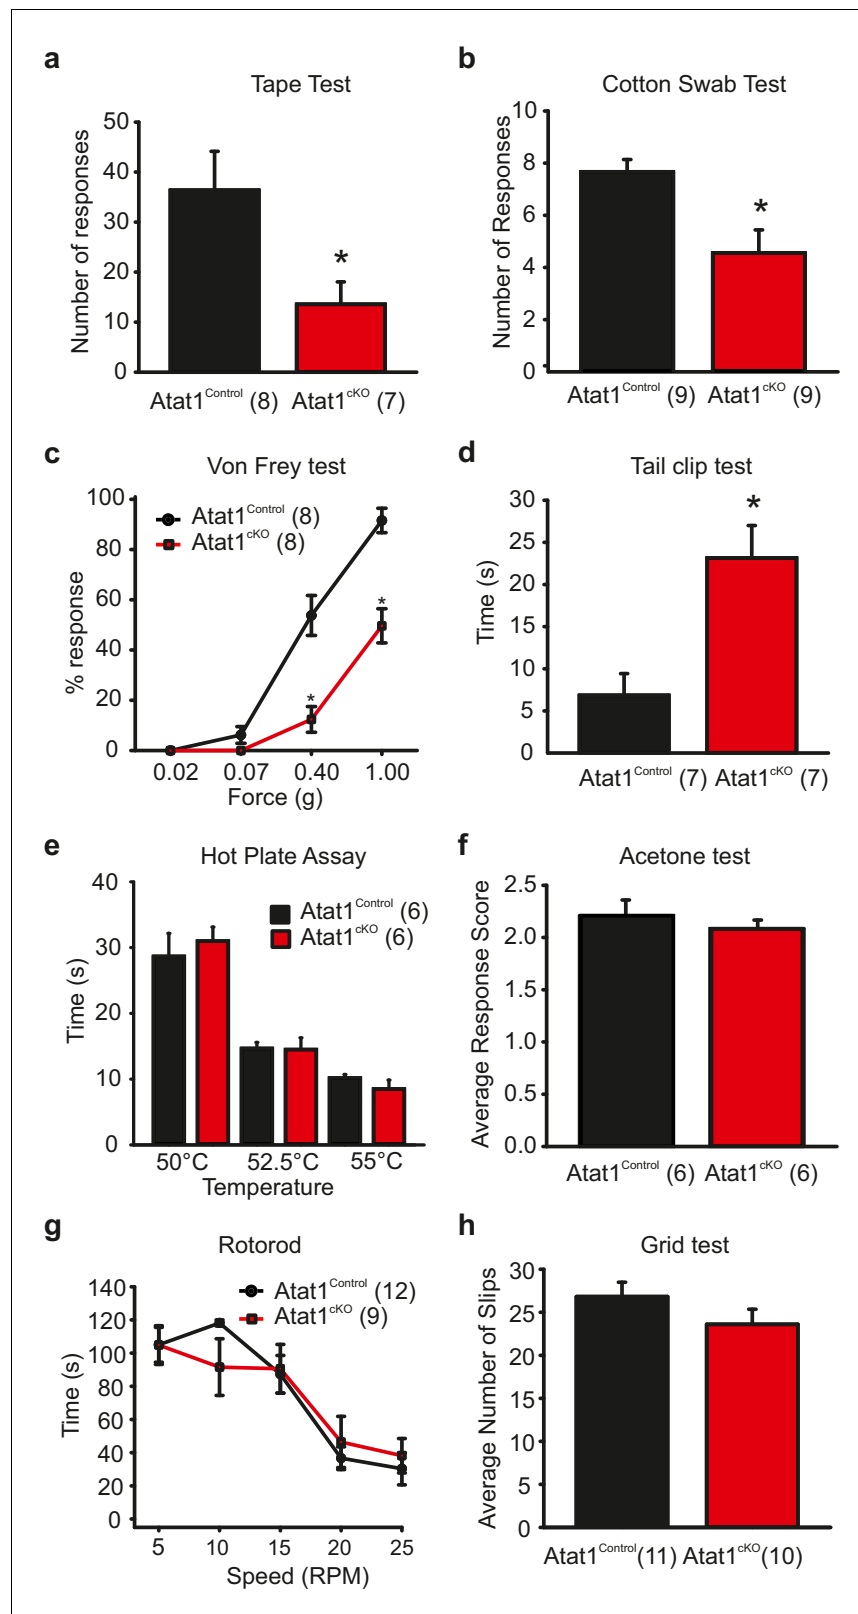 a
Tape Test
Number of responses
50
40
30
20
10
0
*
Atat1Control (8) Atat1cKO (7)
b
Cotton Swab Test
Number of Responses
10
8
6
4
2
0
*
Atat1Control (9) Atat1cKO (9)
c
Von Frey test
% response
100
80
60
40
20
0
Atat1Control (8)
Atat1cKO (8)
*
*
0.02 0.07 0.40 1.00
Force (g)
d
Tail clip test
Time (s)
30
25
20
15
10
5
0
*
Atat1Control (7) Atat1cKO (7)
e
Hot Plate Assay
Time (s)
40
30
20
10
0
Atat1Control (6)
Atat1cKO (6)
50°C 52.5°C 55°C
Temperature
f
Acetone test
Average Response Score
2.5
2.0
1.5
1.0
0.5
0.0
Atat1Control (6) Atat1cKO (6)
g
Rotorod
Time (s)
140
120
100
80
60
40
20
0
Atat1Control (12)
Atat1cKO (9)
5 10 15 20 25
Speed (RPM)
h
Grid test
Average Number of Slips
30
25
20
15
10
5
0
Atat1Control(11) Atat1cKO(10)